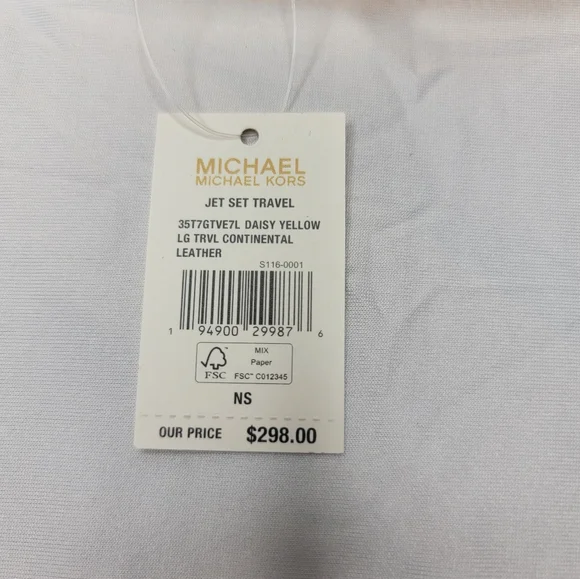 MICHAEL
MICHAEL KORS
JET SET TRAVEL
35T7GTVE7L DAISY YELLOW
LG TRVL CONTINENTAL
LEATHER
S116-0001
1 94900 29987 6
FSC
MIX
Paper
FSC™ C012345
NS
OUR PRICE $298.00